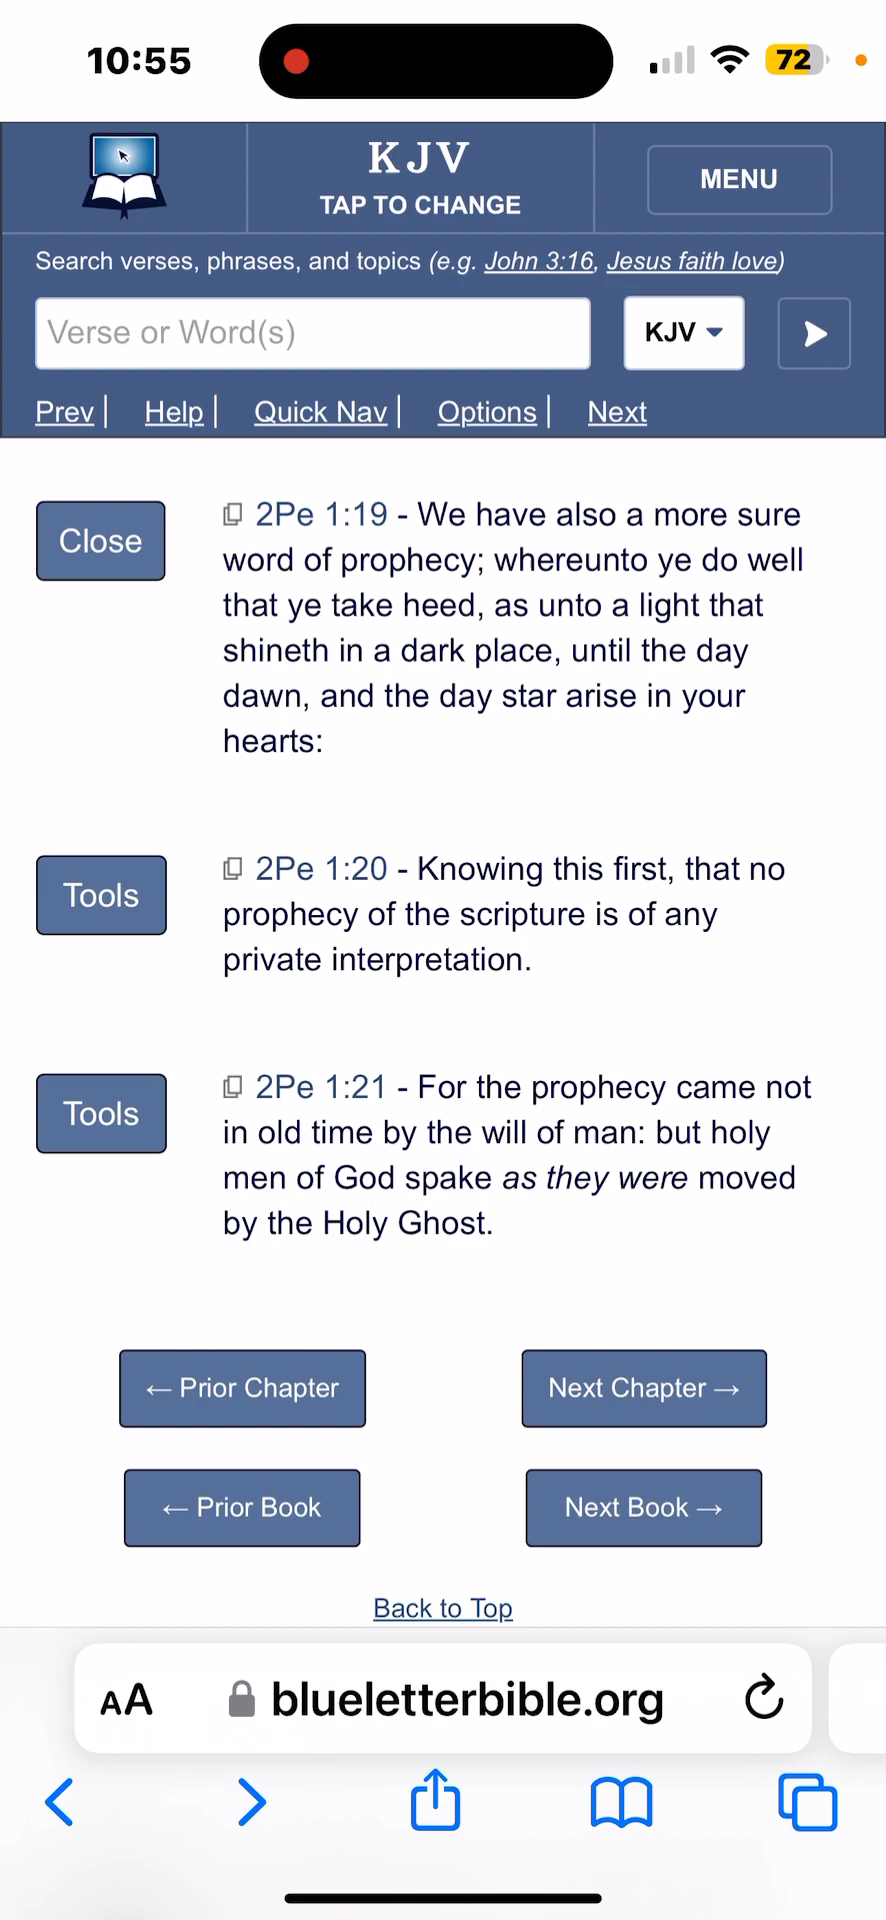 10:55
72
KJV
TAP TO CHANGE
MENU
Search verses, phrases, and topics (e.g. John 3:16, Jesus faith love)
Verse or Word(s)
KJV
Prev | Help | Quick Nav | Options | Next
Close
2Pe 1:19 - We have also a more sure
word of prophecy; whereunto ye do well
that ye take heed, as unto a light that
shineth in a dark place, until the day
dawn, and the day star arise in your
hearts:
Tools
2Pe 1:20 - Knowing this first, that no
prophecy of the scripture is of any
private interpretation.
Tools
2Pe 1:21 - For the prophecy came not
in old time by the will of man: but holy
men of God spake as they were moved
by the Holy Ghost.
← Prior Chapter
Next Chapter →
← Prior Book
Next Book →
Back to Top
AA
blueletterbible.org